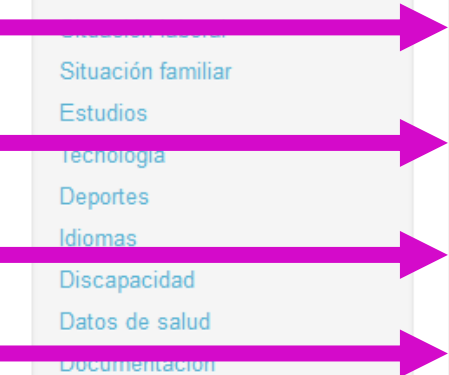 Situación laboral
Situación familiar
Estudios
Tecnología
Deportes
Idiomas
Discapacidad
Datos de salud
Documentación